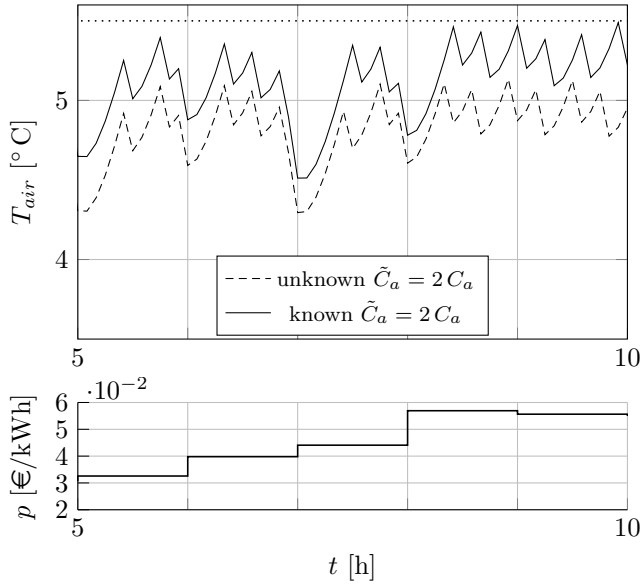 5
4
T_air [° C]
unknown C̃_a = 2 C_a
known C̃_a = 2 C_a
5
10
·10⁻²
6
5
4
3
2
p [€/kWh]
5
10
t [h]